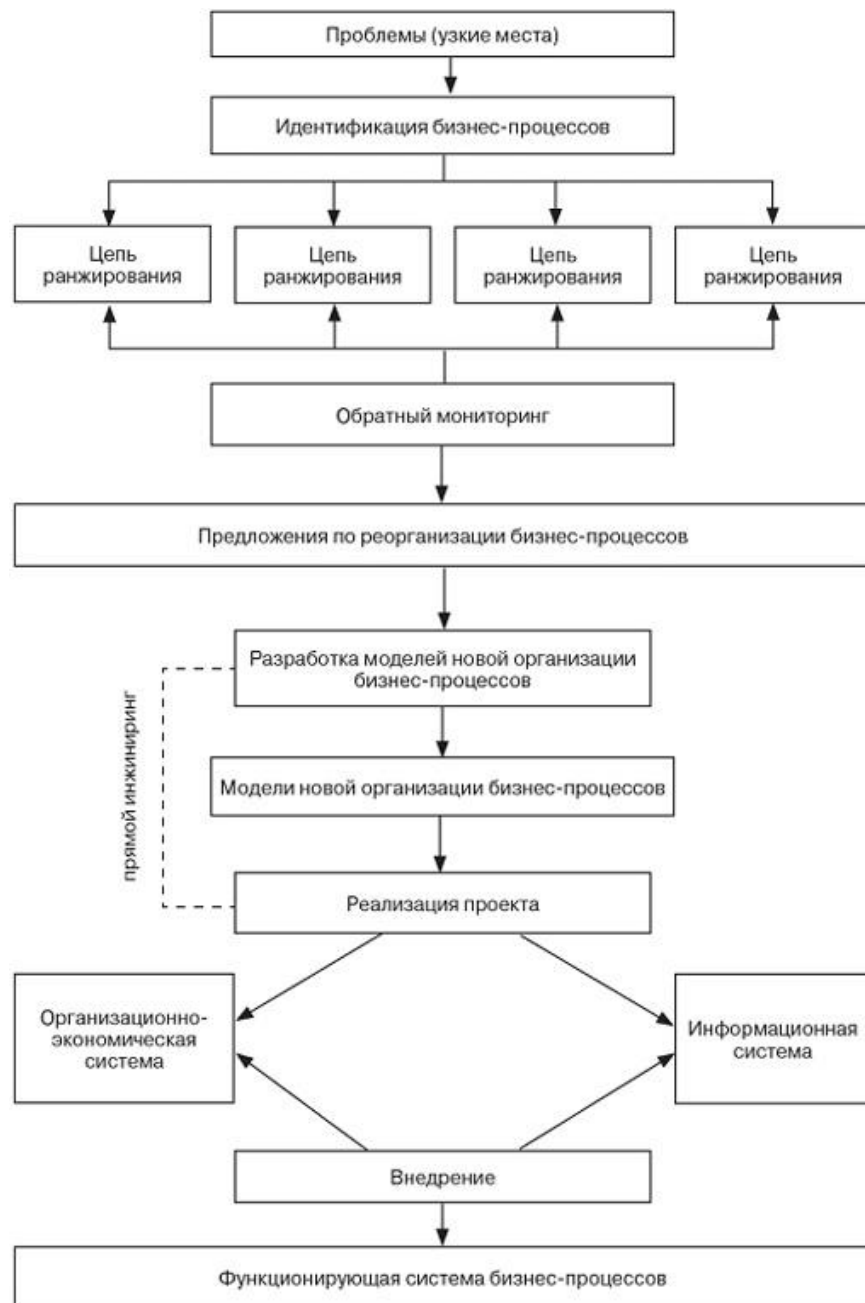 Проблемы (узкие места)
Идентификация бизнес-процессов
Цепь
ранжирования
Цепь
ранжирования
Цепь
ранжирования
Цепь
ранжирования
Обратный мониторинг
Предложения по реорганизации бизнес-процессов
Разработка моделей новой организации
бизнес-процессов
прямой инжиниринг
Модели новой организации бизнес-процессов
Реализация проекта
Организационно-
экономическая
система
Информационная
система
Внедрение
Функционирующая система бизнес-процессов